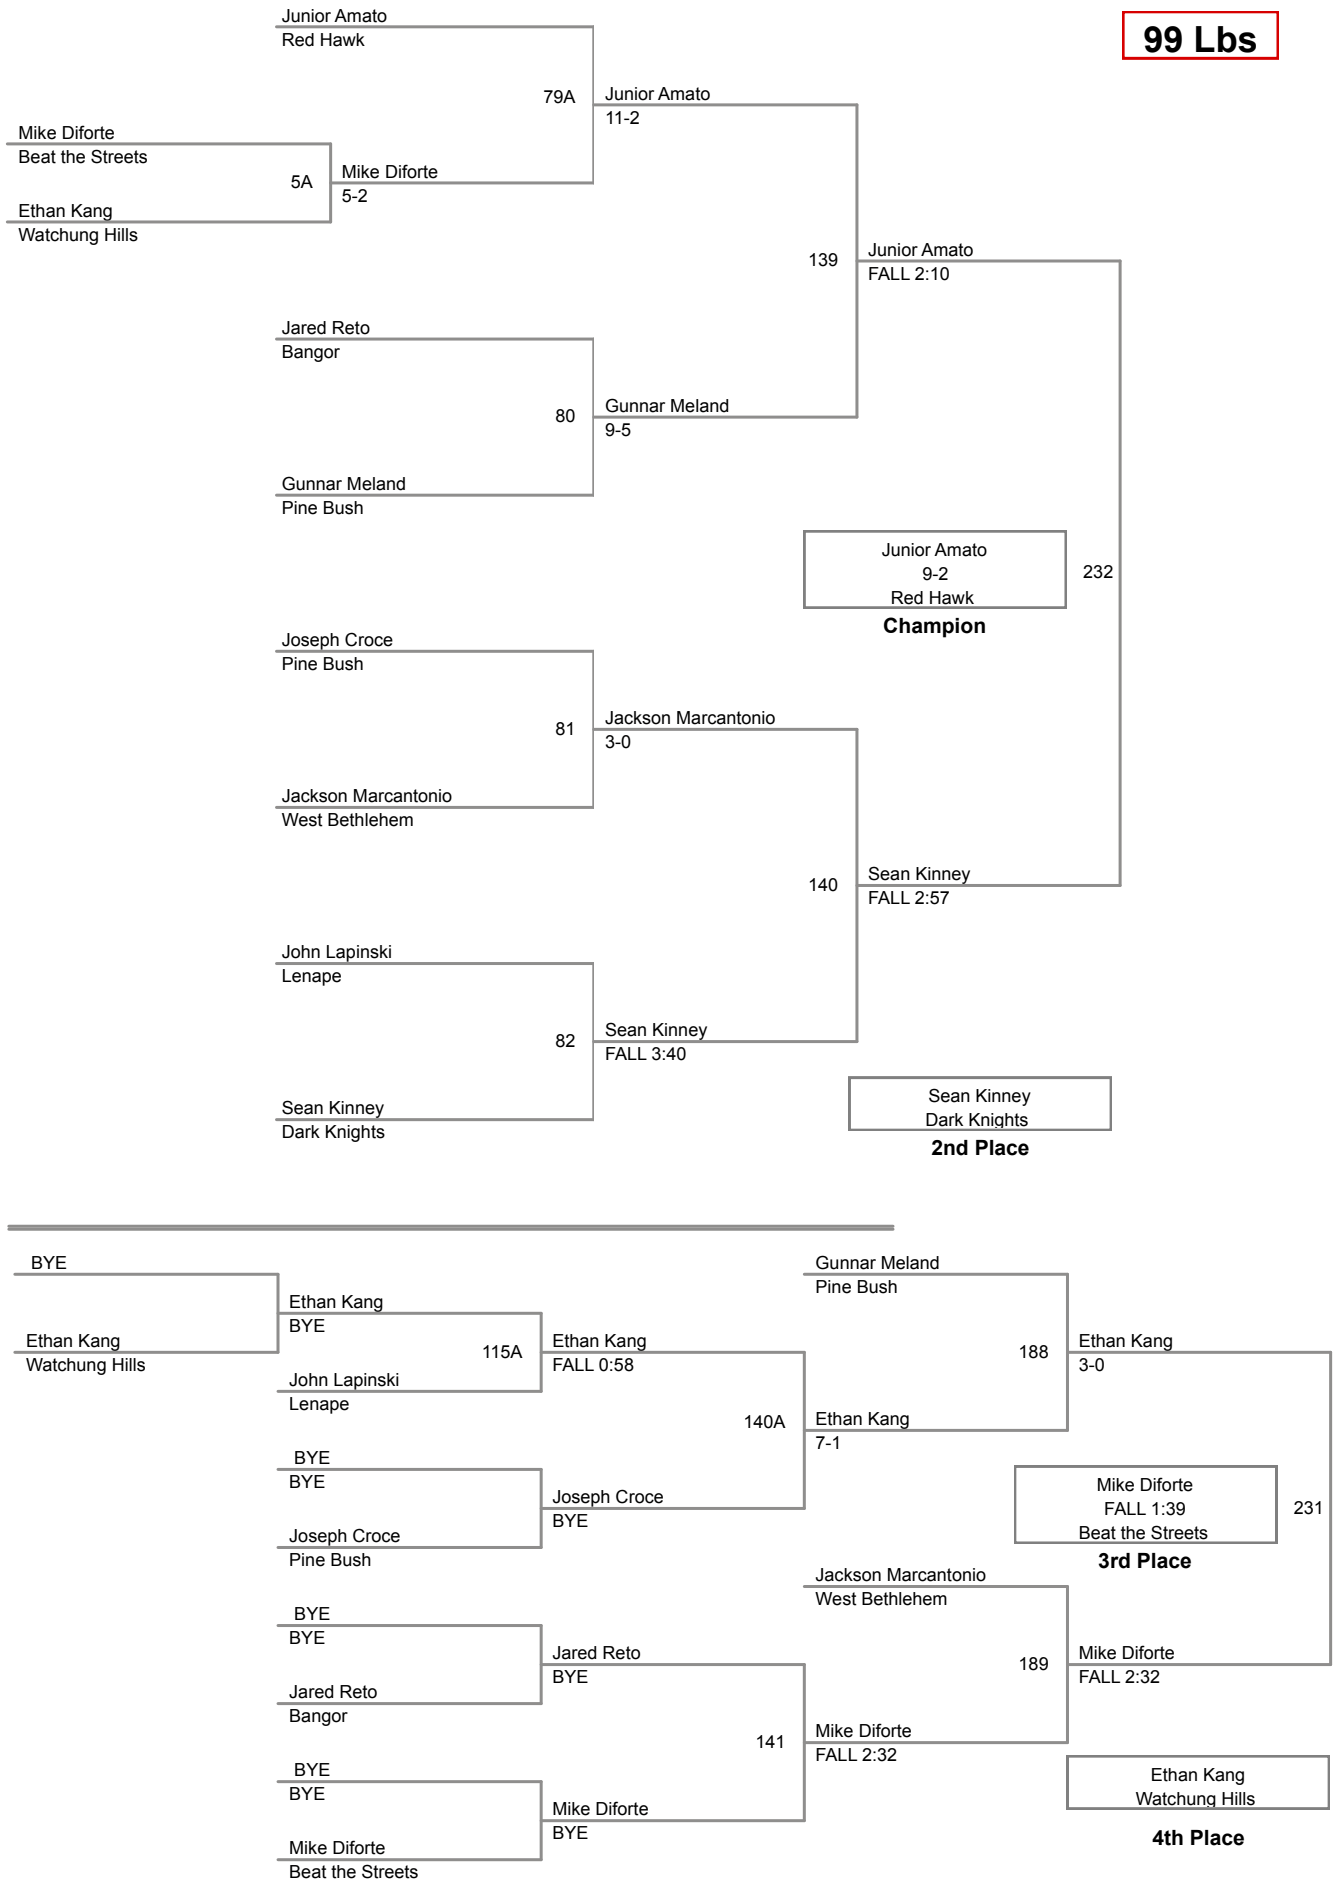 Junior Amato
Red Hawk
99 Lbs
79A
Junior Amato
11-2
Mike Diforte
Beat the Streets
5A
Mike Diforte
5-2
Ethan Kang
Watchung Hills
139
Junior Amato
FALL 2:10
Jared Reto
Bangor
80
Gunnar Meland
9-5
Gunnar Meland
Pine Bush
Junior Amato
9-2
Red Hawk
Champion
232
Joseph Croce
Pine Bush
81
Jackson Marcantonio
3-0
Jackson Marcantonio
West Bethlehem
140
Sean Kinney
FALL 2:57
John Lapinski
Lenape
82
Sean Kinney
FALL 3:40
Sean Kinney
Dark Knights
Sean Kinney
Dark Knights
2nd Place
BYE
Ethan Kang
BYE
Ethan Kang
Watchung Hills
115A
Ethan Kang
FALL 0:58
John Lapinski
Lenape
140A
Ethan Kang
7-1
BYE
BYE
Joseph Croce
BYE
Joseph Croce
Pine Bush
Gunnar Meland
Pine Bush
188
Ethan Kang
3-0
Mike Diforte
FALL 1:39
Beat the Streets
3rd Place
231
Jackson Marcantonio
West Bethlehem
BYE
BYE
Jared Reto
BYE
Jared Reto
Bangor
189
Mike Diforte
FALL 2:32
141
Mike Diforte
FALL 2:32
BYE
BYE
Mike Diforte
BYE
Mike Diforte
Beat the Streets
Ethan Kang
Watchung Hills
4th Place